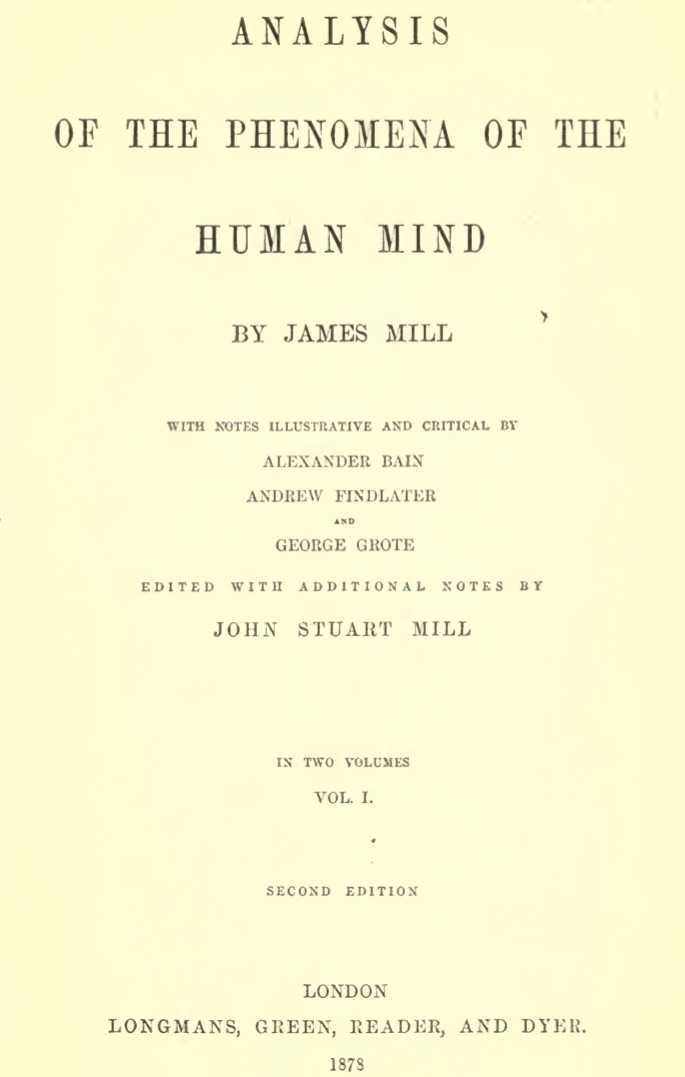 ANALYSIS
OF THE PHENOMENA OF THE
HUMAN MIND
BY JAMES MILL
WITH NOTES ILLUSTRATIVE AND CRITICAL BY
ALEXANDER BAIN
ANDREW FINDLATER
AND
GEORGE GROTE
EDITED WITH ADDITIONAL NOTES BY
JOHN STUART MILL
IN TWO VOLUMES
VOL. I.
SECOND EDITION
LONDON
LONGMANS, GREEN, READER, AND DYER.
1878